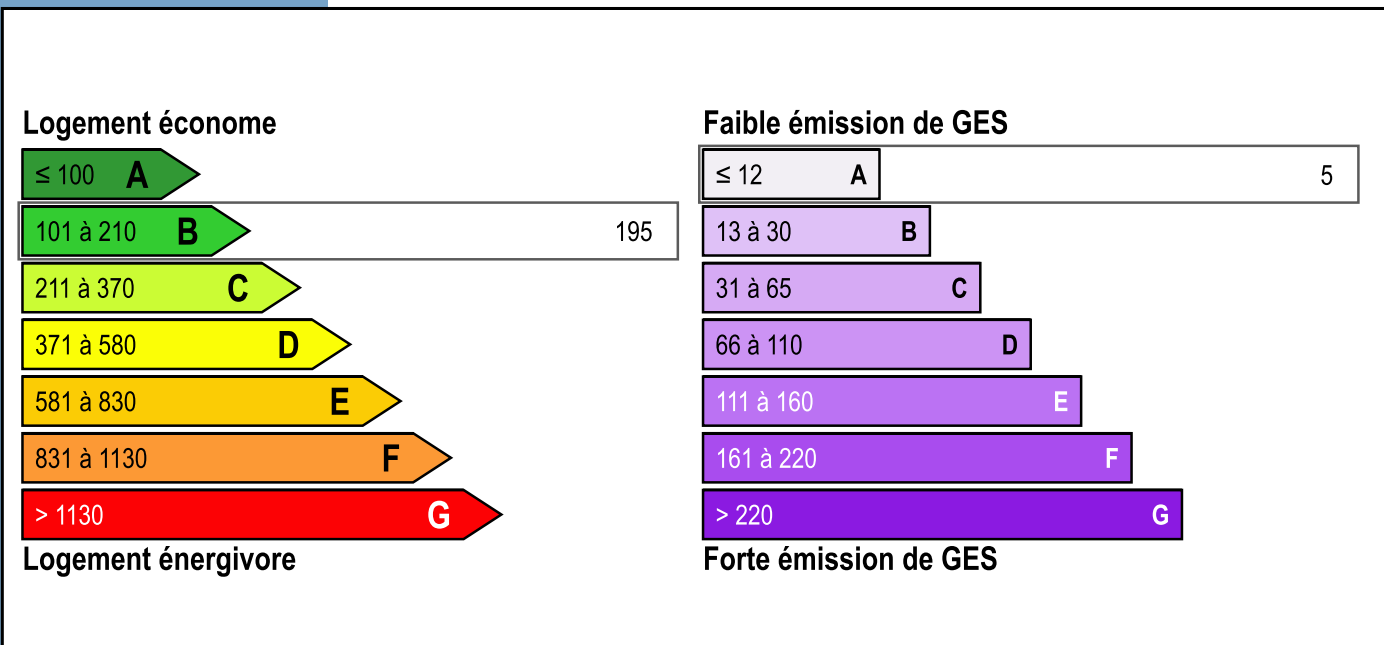 Logement économe
≤ 100 A
101 à 210 B 195
211 à 370 C
371 à 580 D
581 à 830 E
831 à 1130 F
> 1130 G
Logement énergivore
Faible émission de GES
≤ 12 A 5
13 à 30 B
31 à 65 C
66 à 110 D
111 à 160 E
161 à 220 F
> 220 G
Forte émission de GES